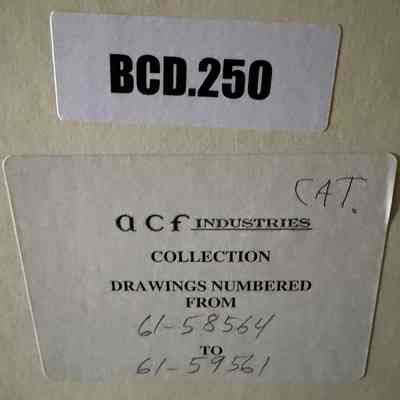 BCD.250
CAT.
acf INDUSTRIES
COLLECTION
DRAWINGS NUMBERED
FROM
61-58564
TO
61-59561